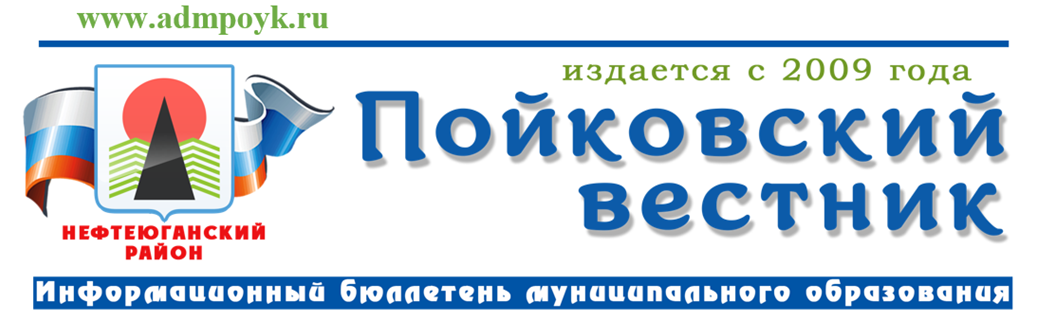 www.admpoyk.ru
издается с 2009 года
Пойковский
вестник
НЕФТЕЮГАНСКИЙ
РАЙОН
Информационный бюллетень муниципального образования